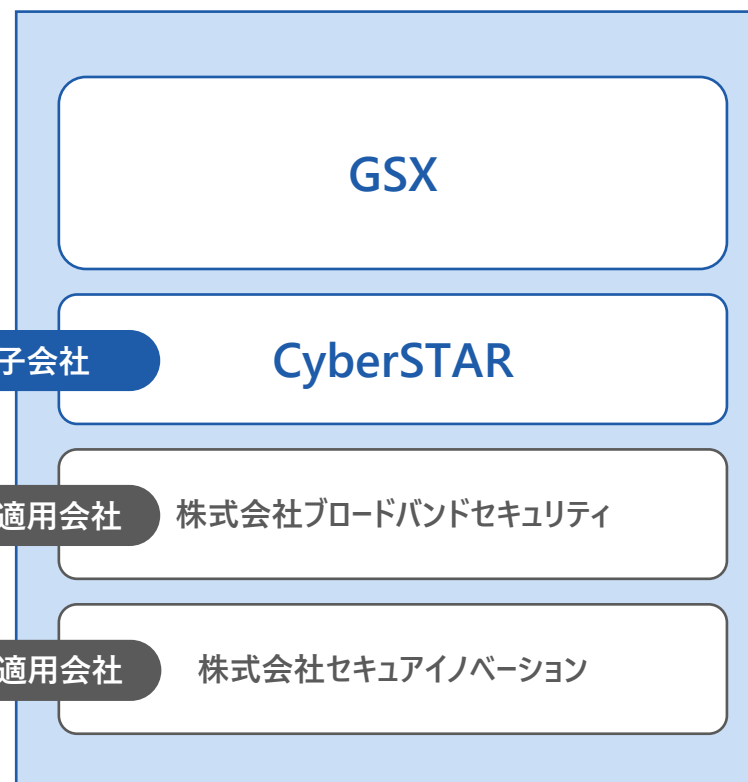 GSX
子会社
CyberSTAR
適用会社
株式会社ブロードバンドセキュリティ
適用会社
株式会社セキュアイノベーション